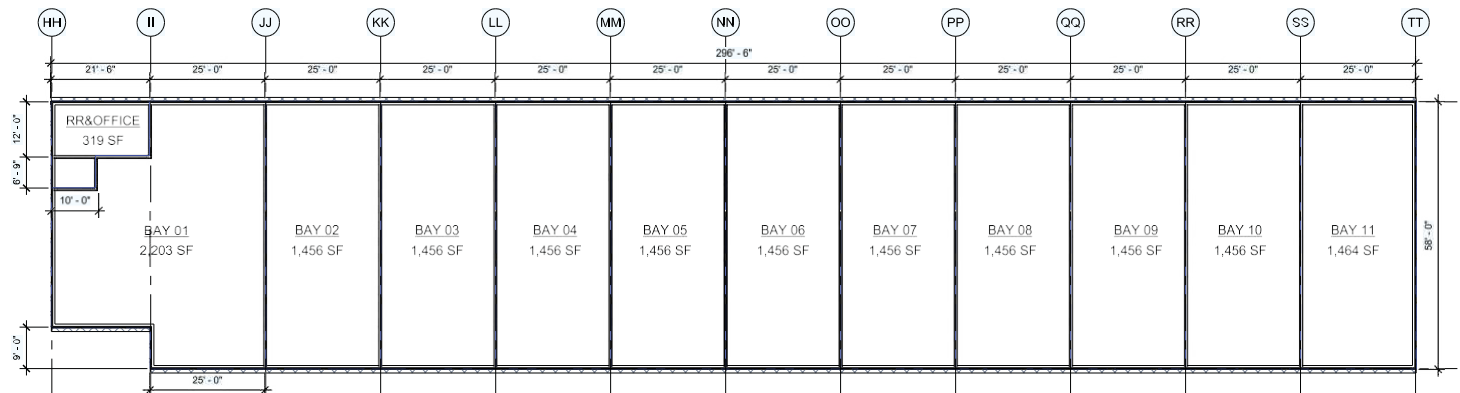 HH II JJ KK LL MM NN OO PP QQ RR SS TT
296' - 6"
21' - 6" 25' - 0" 25' - 0" 25' - 0" 25' - 0" 25' - 0" 25' - 0" 25' - 0" 25' - 0" 25' - 0" 25' - 0" 25' - 0"
12' - 0"
RR&OFFICE
319 SF
6' - 9"
10' - 0"
BAY 01
2,203 SF
BAY 02
1,456 SF
BAY 03
1,456 SF
BAY 04
1,456 SF
BAY 05
1,456 SF
BAY 06
1,456 SF
BAY 07
1,456 SF
BAY 08
1,456 SF
BAY 09
1,456 SF
BAY 10
1,456 SF
BAY 11
1,464 SF
58' - 0"
9' - 0"
25' - 0"